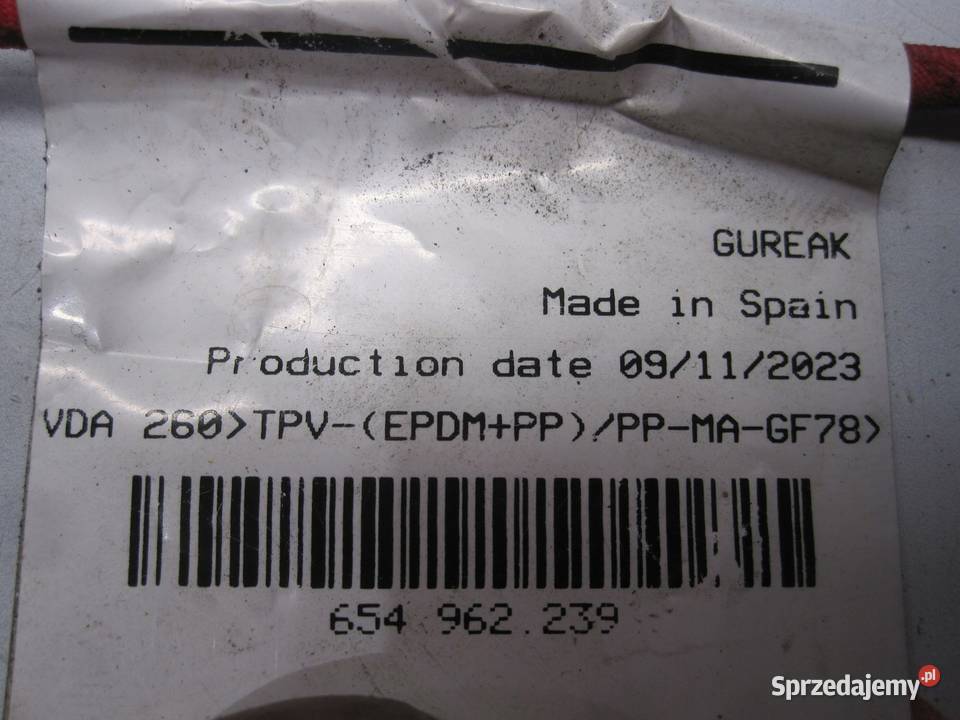 GUREAK
Made in Spain
Production date 09/11/2023
VDA 260>TPV-(EPDM+PP)/PP-MA-GF78>
654 962.239
Sprzedajemy.pl